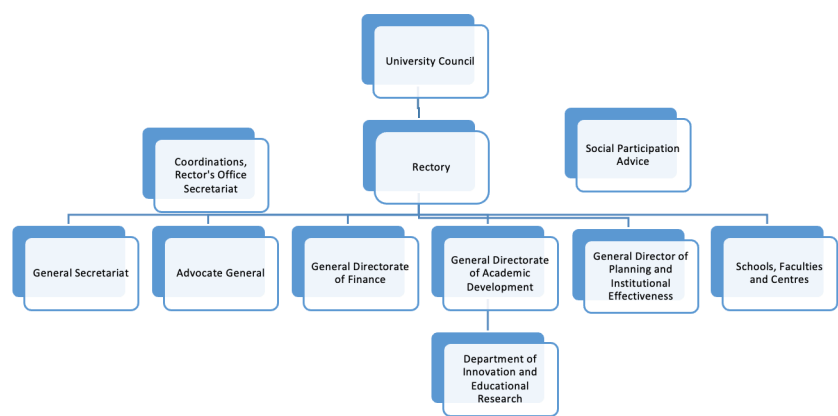 University Council
Coordinations,
Rector's Office
Secretariat
Rectory
Social Participation
Advice
General Secretariat
Advocate General
General Directorate
of Finance
General Directorate
of Academic
Development
General Director of
Planning and
Institutional
Effectiveness
Schools, Faculties
and Centres
Department of
Innovation and
Educational
Research